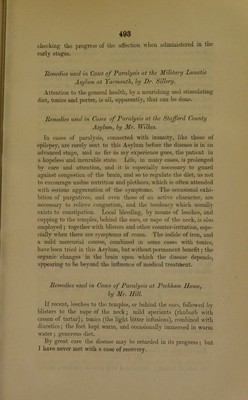 493
checking the progress of the affection when administered in the
early stages.
Remedies used in Cases of Paralysis at the Military Lunatic
Asylum at Yarmouth, by Dr. Sillery.
Attention to the general health, by a nourishing and stimulating
diet, tonics and porter, is all, apparently, that can be done.
Remedies used in Cases of Paralysis at the Stafford County
Asylum, by Mr. Wilkes.
In cases of paralysis, connected with insanity, like those of
epilepsy, are rarely sent to this Asylum before the disease is in an
advanced stage, and as far as my experience goes, the patient in
a hopeless and incurable state. Life, in many cases, is prolonged
by care and attention, and it is especially necessary to guard
against congestion of the brain, and so to regulate the diet, as not
to encourage undue nutrition and plethora, which is often attended
with serious aggravation of the symptoms. The occasional exhi-
bition of purgatives, and even those of an active character, are
necessary to relieve congestion, and the tendency which usually
exists to constipation. Local bleeding, by means of leeches, and
cupping to the temples, behind the ears, or nape of the neck, is also
employed; together with blisters and other counter-irritation, espe-
cially when there are symptoms of coma. The iodide of iron, and
a mild mercurial course, combined in some cases with tonics,
have been tried in this Asylum, but without permanent benefit; the
organic changes in the brain upon which the disease depends,
appearing to be beyond the influence of medical treatment.
Remedies used in Cases of Paralysis at Peckham House,
by Mr. Hill.
If recent, leeches to the temples, or behind the ears, followed by
blisters to the nape of the neck; mild aperients (rhubarb with
cream of tartar); tonics (the light bitter infusions), combined with
diuretics; the feet kept warm, and occasionally immersed in warm
water; generous diet.
By great care the disease may be retarded in its progress; but
I have never met with a case of recovery.